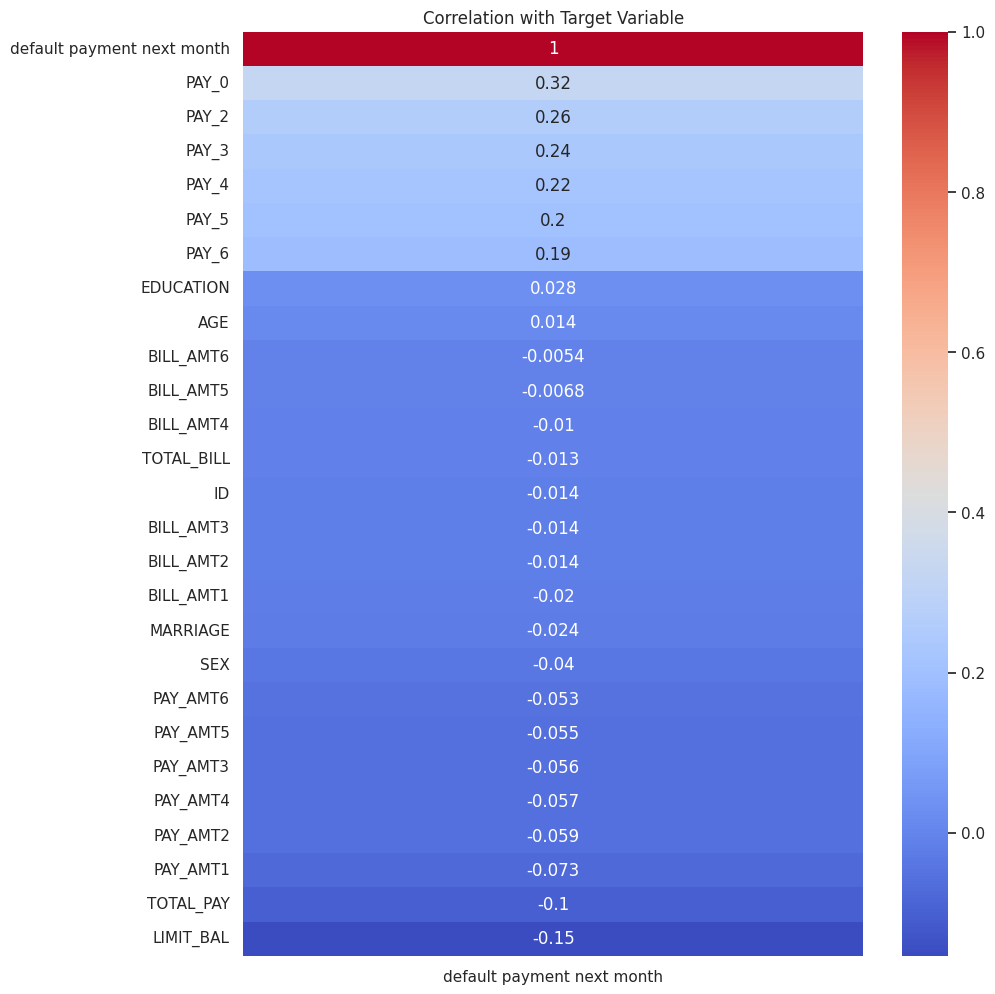 Correlation with Target Variable
default payment next month 1
PAY_0 0.32
PAY_2 0.26
PAY_3 0.24
PAY_4 0.22
PAY_5 0.2
PAY_6 0.19
EDUCATION 0.028
AGE 0.014
BILL_AMT6 -0.0054
BILL_AMT5 -0.0068
BILL_AMT4 -0.01
TOTAL_BILL -0.013
ID -0.014
BILL_AMT3 -0.014
BILL_AMT2 -0.014
BILL_AMT1 -0.02
MARRIAGE -0.024
SEX -0.04
PAY_AMT6 -0.053
PAY_AMT5 -0.055
PAY_AMT3 -0.056
PAY_AMT4 -0.057
PAY_AMT2 -0.059
PAY_AMT1 -0.073
TOTAL_PAY -0.1
LIMIT_BAL -0.15
default payment next month
1.0
0.8
0.6
0.4
0.2
0.0